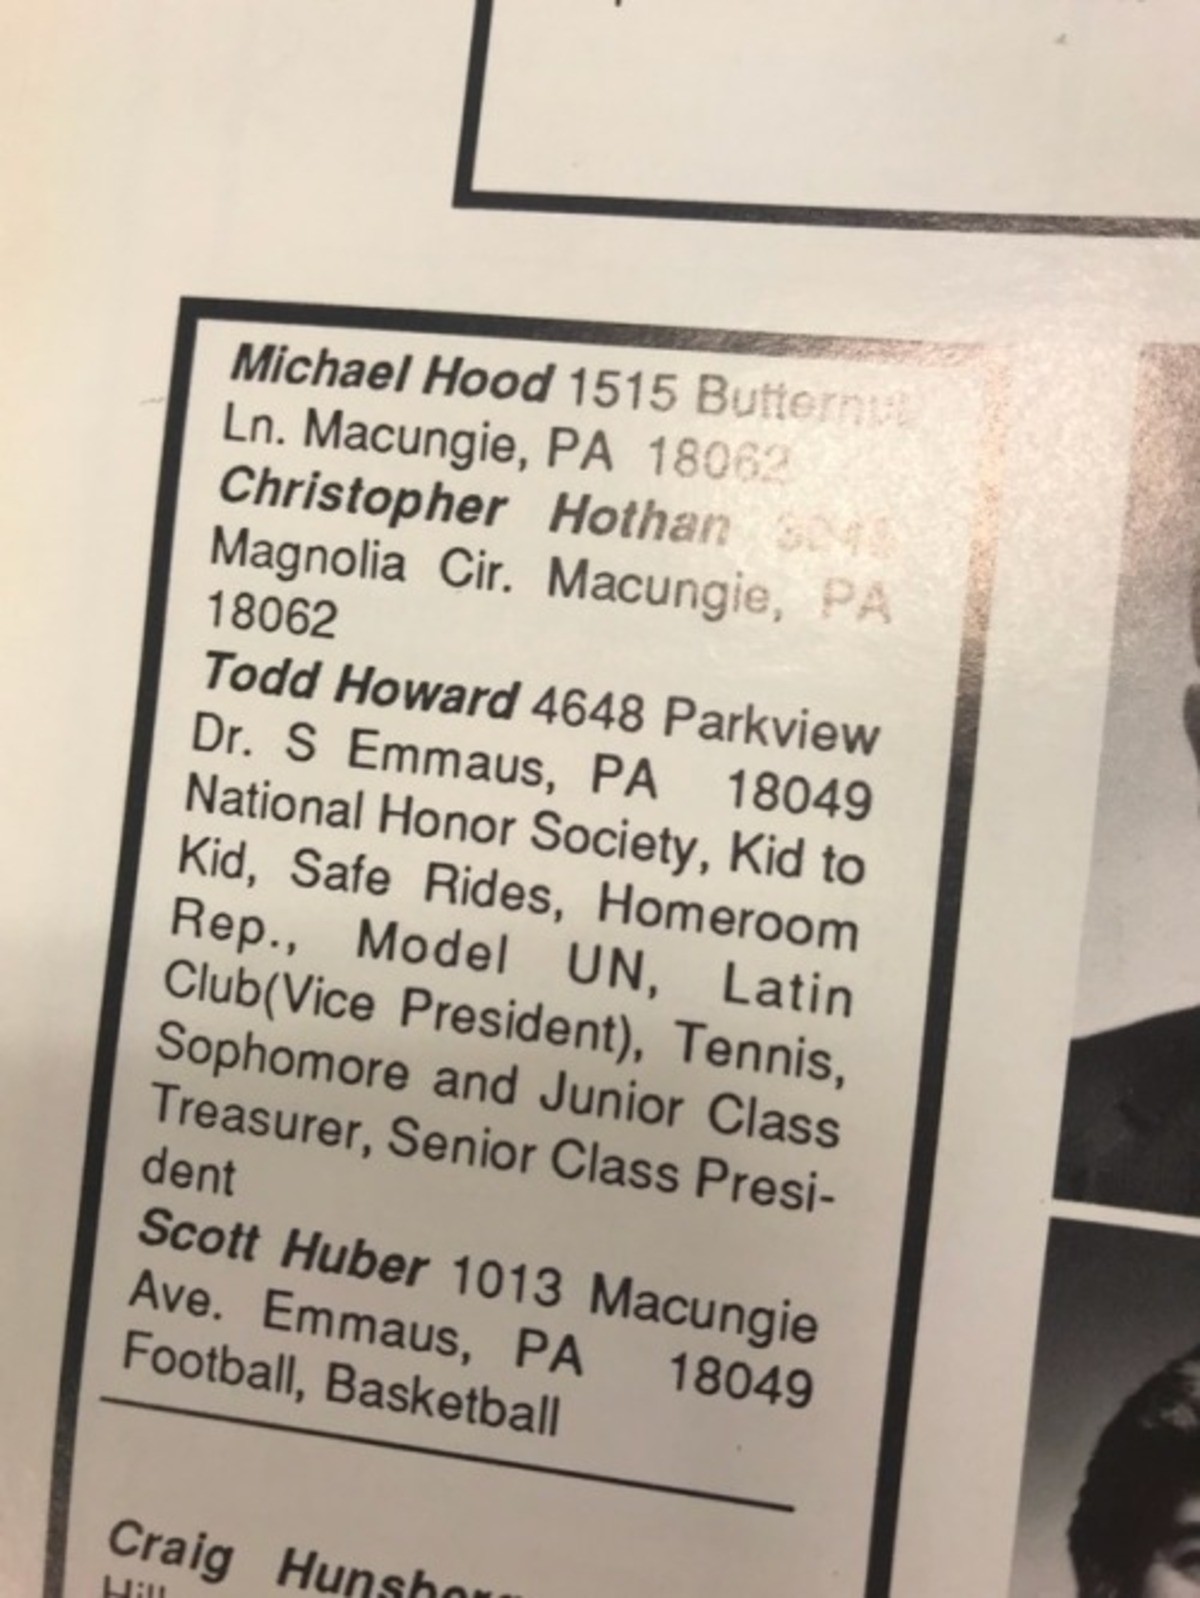 Michael Hood 1515 Butternut
Ln. Macungie, PA 18062
Christopher Hothan
Magnolia Cir. Macungie, PA
18062
Todd Howard 4648 Parkview
Dr. S Emmaus, PA 18049
National Honor Society, Kid to
Kid, Safe Rides, Homeroom
Rep., Model UN, Latin
Club(Vice President), Tennis,
Sophomore and Junior Class
Treasurer, Senior Class Presi-
dent
Scott Huber 1013 Macungie
Ave. Emmaus, PA 18049
Football, Basketball
Craig